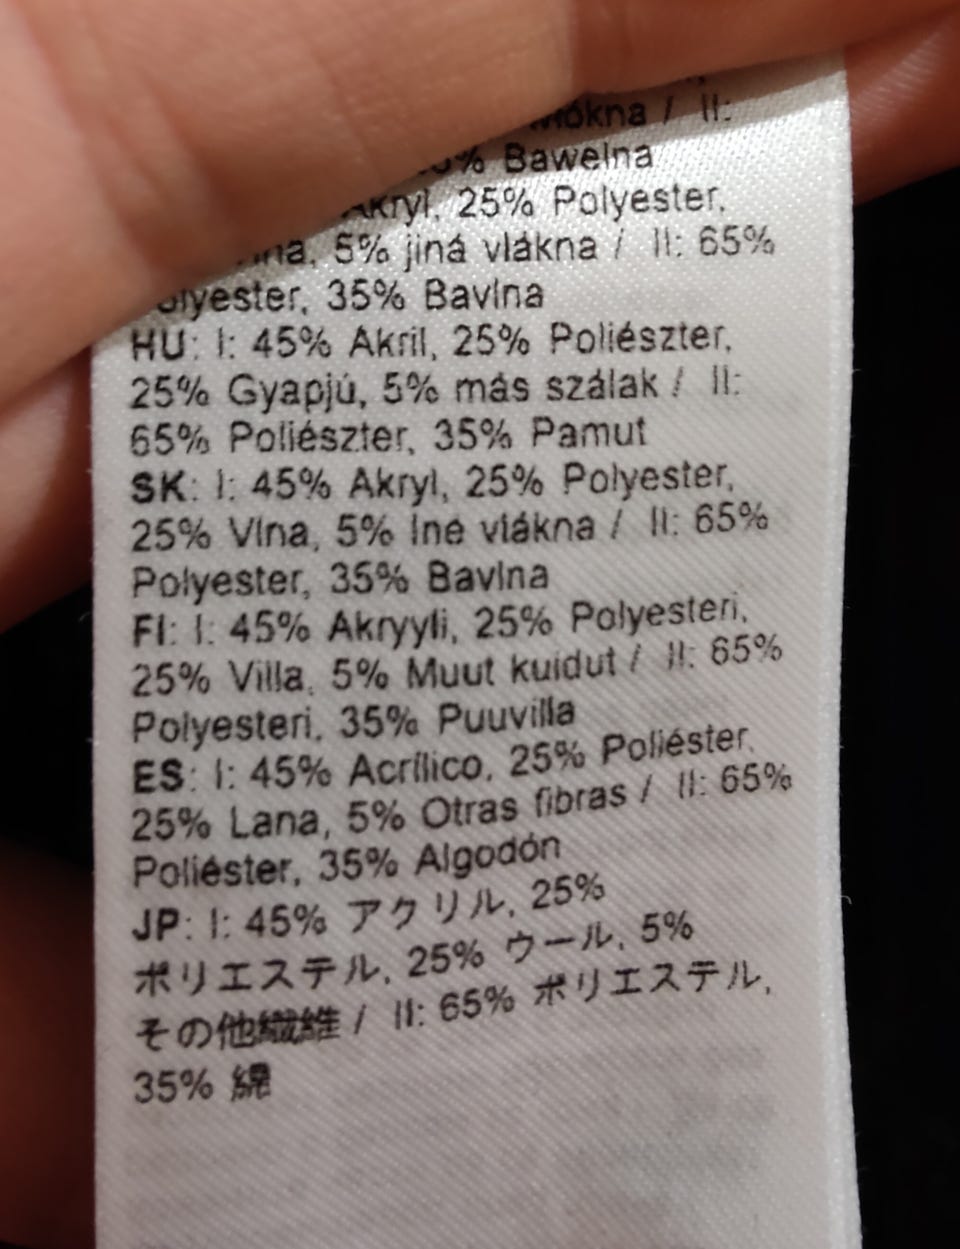 / II:
% Bawełna
Akryl, 25% Polyester,
5% jiná vlákna / II: 65%
Polyester, 35% Bavlna
HU: I: 45% Akril, 25% Poliészter,
25% Gyapjú, 5% más szálak / II:
65% Poliészter, 35% Pamut
SK: I: 45% Akryl, 25% Polyester,
25% Vlna, 5% Iné vlákna / II: 65%
Polyester, 35% Bavlna
FI: I: 45% Akryyli, 25% Polyesteri,
25% Villa, 5% Muut kuidut / II: 65%
Polyesteri, 35% Puuvilla
ES: I: 45% Acrílico, 25% Poliéster,
25% Lana, 5% Otras fibras / II: 65%
Poliéster, 35% Algodón
JP: I: 45% アクリル, 25%
ポリエステル, 25% ウール, 5%
その他繊維 / II: 65% ポリエステル,
35% 綿